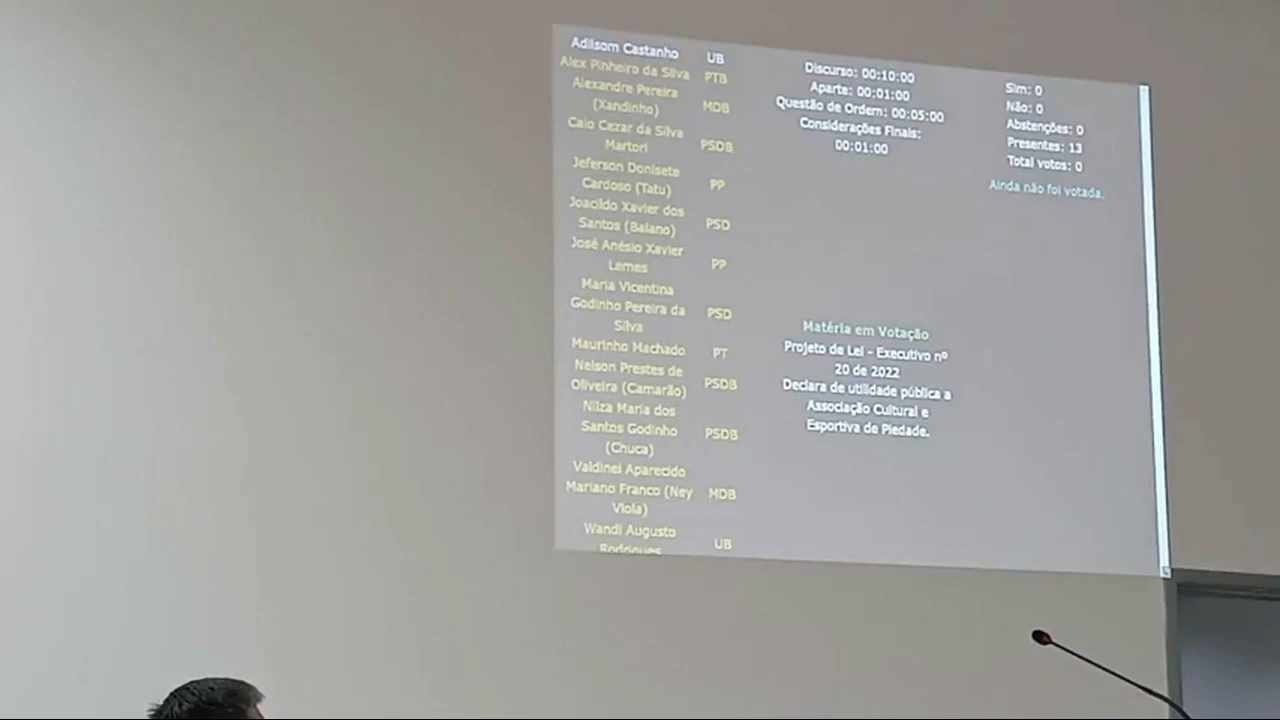 Adilsom Castanho UB
Alex Pinheiro da Silva PTB
Alexandre Pereira
(Xandinho) MDB
Caio Cezar da Silva
Martori PSDB
Jeferson Donisete
Cardoso (Tatu) PP
Joacildo Xavier dos
Santos (Baiano) PSD
José Anésio Xavier
Lemes PP
Maria Vicentina
Godinho Pereira da
Silva PSD
Maurinho Machado PT
Nelson Prestes de
Oliveira (Camarão) PSDB
Nilza Maria dos
Santos Godinho
(Chuca) PSDB
Valdinei Aparecido
Mariano Franco (Ney
Viola) MDB
Wandi Augusto
Rodrigues UB
Discurso: 00:10:00
Aparte: 00:01:00
Questão de Ordem: 00:05:00
Considerações Finais:
00:01:00
Matéria em Votação
Projeto de Lei - Executivo nº
20 de 2022
Declara de utilidade pública a
Associação Cultural e
Esportiva de Piedade.
Sim: 0
Não: 0
Abstenções: 0
Presentes: 13
Total votos: 0
Ainda não foi votada.